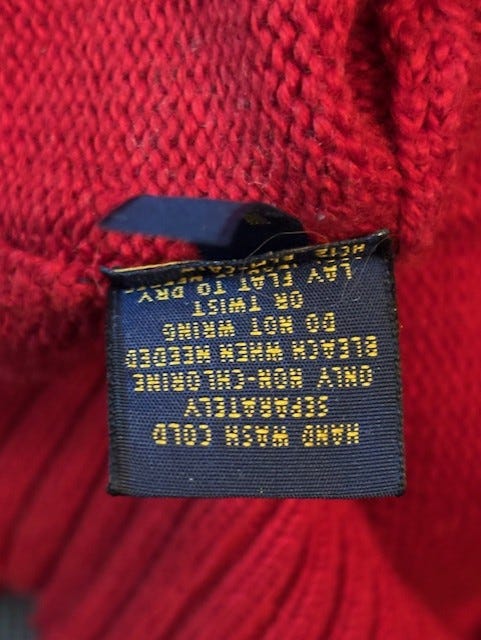 HAND WASH COLD
SEPARATELY
ONLY NON-CHLORINE
BLEACH WHEN NEEDED
DO NOT WRING
OR TWIST
LAY FLAT TO DRY